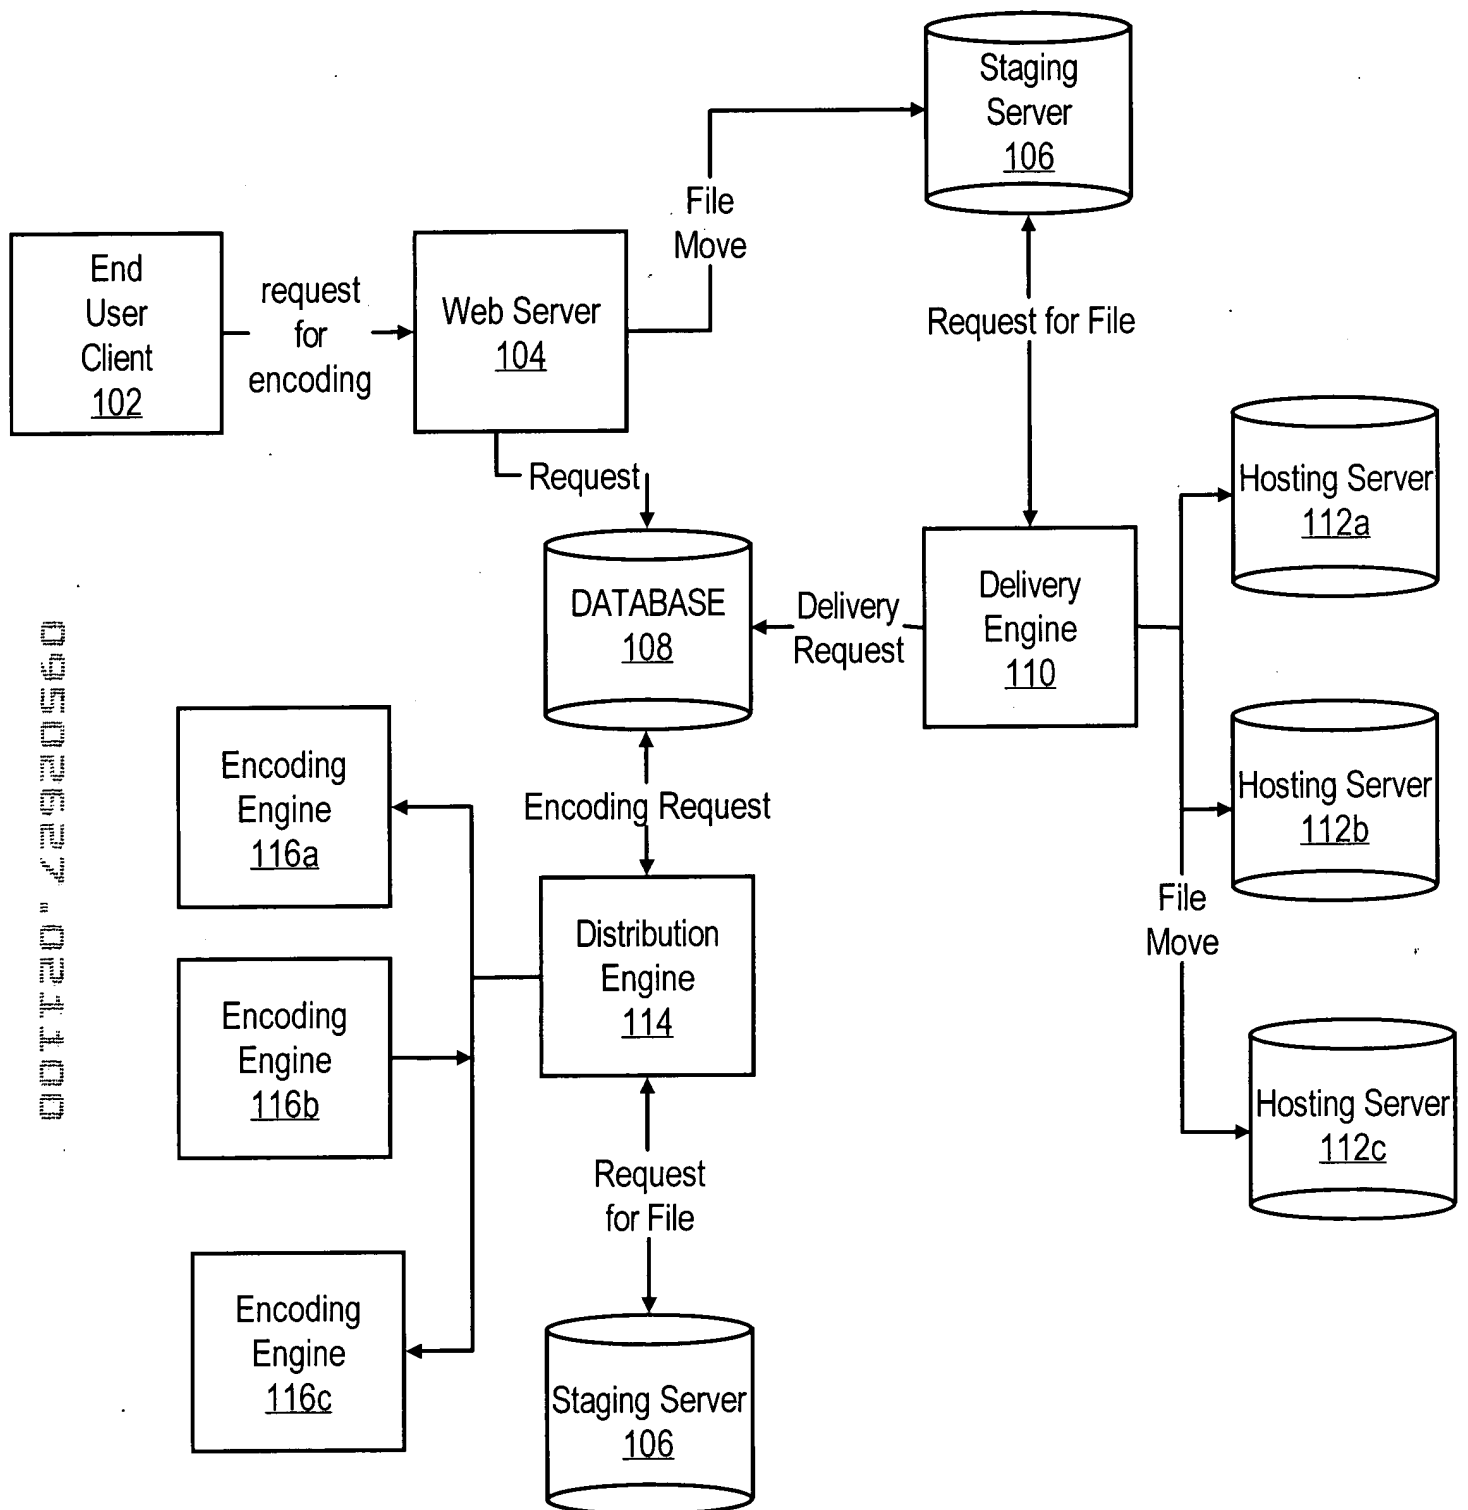 Staging
Server
106
File
Move
End
User
Client
102
request
for
encoding
Web Server
104
Request for File
Request
Hosting Server
112a
DATABASE
108
Delivery
Request
Delivery
Engine
110
Encoding
Engine
116a
Encoding Request
Hosting Server
112b
File
Move
Distribution
Engine
114
Encoding
Engine
116b
Hosting Server
112c
Request
for File
Encoding
Engine
116c
Staging Server
106
09502627.021100